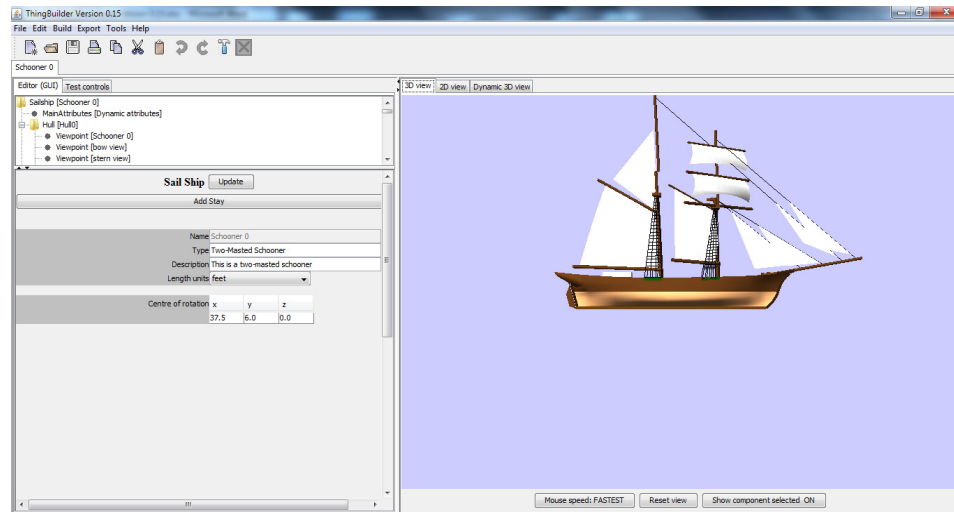 ThingBuilder Version 0.15
File Edit Build Export Tools Help
Schooner 0
Editor (GUI) Test controls
3D view 2D view Dynamic 3D view
Sailship [Schooner 0]
MainAttributes [Dynamic attributes]
Hull [Hull0]
Viewpoint [Schooner 0]
Viewpoint [bow view]
Viewpoint [stern view]
Sail Ship Update
Add Stay
Name Schooner 0
Type Two-Masted Schooner
Description This is a two-masted schooner
Length units feet
Centre of rotation x y z
37.5 6.0 0.0
Mouse speed: FASTEST Reset view Show component selected ON